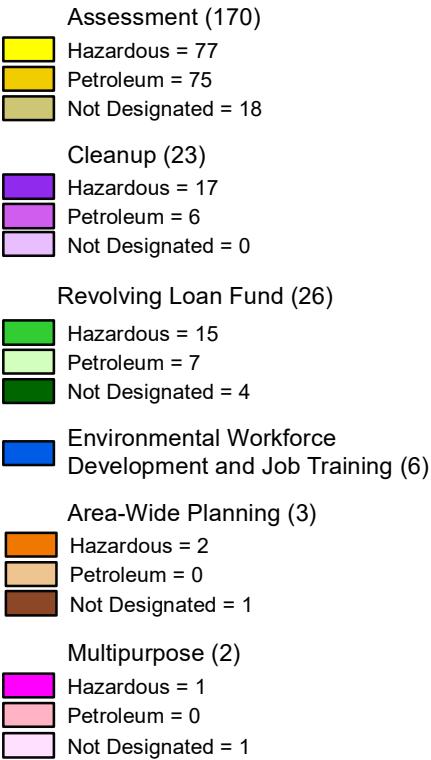 Assessment (170)
Hazardous = 77
Petroleum = 75
Not Designated = 18
Cleanup (23)
Hazardous = 17
Petroleum = 6
Not Designated = 0
Revolving Loan Fund (26)
Hazardous = 15
Petroleum = 7
Not Designated = 4
Environmental Workforce
Development and Job Training (6)
Area-Wide Planning (3)
Hazardous = 2
Petroleum = 0
Not Designated = 1
Multipurpose (2)
Hazardous = 1
Petroleum = 0
Not Designated = 1